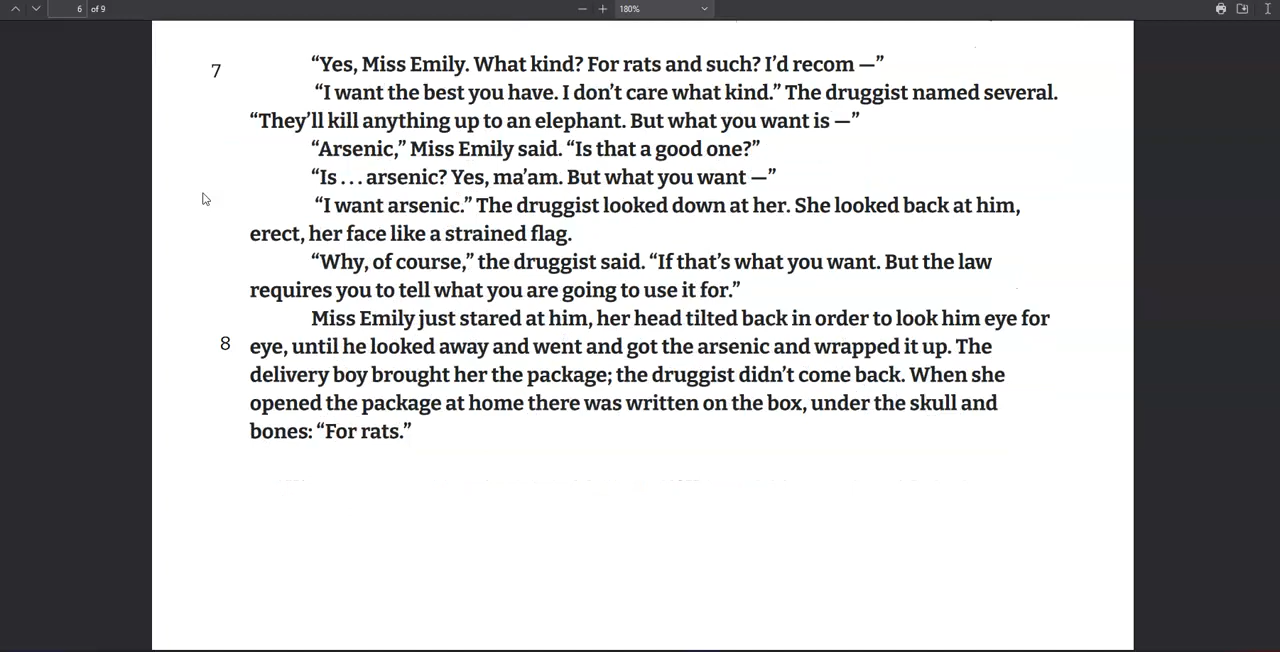 6 of 9 180%
7 “Yes, Miss Emily. What kind? For rats and such? I’d recom —”
“I want the best you have. I don’t care what kind.” The druggist named several.
“They’ll kill anything up to an elephant. But what you want is —”
“Arsenic,” Miss Emily said. “Is that a good one?”
“Is . . . arsenic? Yes, ma’am. But what you want —”
“I want arsenic.” The druggist looked down at her. She looked back at him,
erect, her face like a strained flag.
“Why, of course,” the druggist said. “If that’s what you want. But the law
requires you to tell what you are going to use it for.”
Miss Emily just stared at him, her head tilted back in order to look him eye for
8 eye, until he looked away and went and got the arsenic and wrapped it up. The
delivery boy brought her the package; the druggist didn’t come back. When she
opened the package at home there was written on the box, under the skull and
bones: “For rats.”